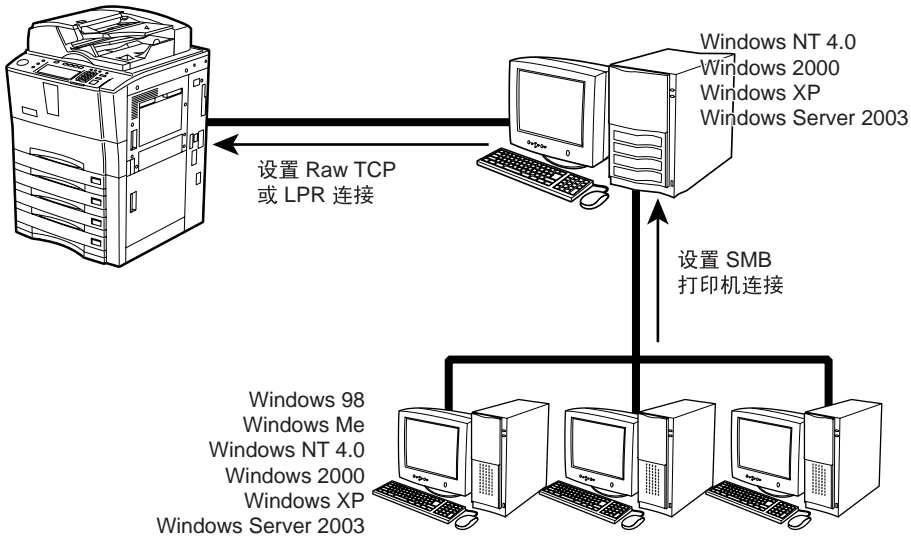 Windows NT 4.0
Windows 2000
Windows XP
Windows Server 2003
设置 Raw TCP
或 LPR 连接
设置 SMB
打印机连接
Windows 98
Windows Me
Windows NT 4.0
Windows 2000
Windows XP
Windows Server 2003